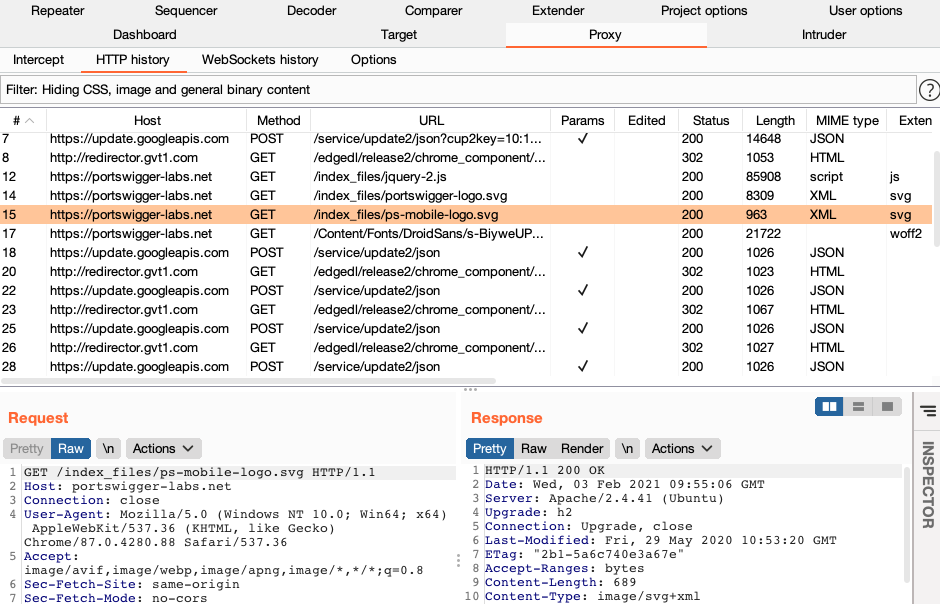 Repeater Sequencer Decoder Comparer Extender Project options User options
Dashboard Target Proxy Intruder
Intercept HTTP history WebSockets history Options
Filter: Hiding CSS, image and general binary content ?
# Host Method URL Params Edited Status Length MIME type Exten
7 https://update.googleapis.com POST /service/update2/json?cup2key=10:1... ✓ 200 14648 JSON
8 http://redirector.gvt1.com GET /edgedl/release2/chrome_component/... 302 1053 HTML
12 https://portswigger-labs.net GET /index_files/jquery-2.js 200 85908 script js
14 https://portswigger-labs.net GET /index_files/portswigger-logo.svg 200 8309 XML svg
15 https://portswigger-labs.net GET /index_files/ps-mobile-logo.svg 200 963 XML svg
17 https://portswigger-labs.net GET /Content/Fonts/DroidSans/s-BiyweUP... 200 21722 woff2
18 https://update.googleapis.com POST /service/update2/json ✓ 200 1026 JSON
20 http://redirector.gvt1.com GET /edgedl/release2/chrome_component/... 302 1023 HTML
22 https://update.googleapis.com POST /service/update2/json ✓ 200 1026 JSON
23 http://redirector.gvt1.com GET /edgedl/release2/chrome_component/... 302 1067 HTML
25 https://update.googleapis.com POST /service/update2/json ✓ 200 1026 JSON
26 http://redirector.gvt1.com GET /edgedl/release2/chrome_component/... 302 1027 HTML
28 https://update.googleapis.com POST /service/update2/json ✓ 200 1026 JSON
Request
Pretty Raw \n Actions
1 GET /index_files/ps-mobile-logo.svg HTTP/1.1
2 Host: portswigger-labs.net
3 Connection: close
4 User-Agent: Mozilla/5.0 (Windows NT 10.0; Win64; x64)
AppleWebKit/537.36 (KHTML, like Gecko)
Chrome/87.0.4280.88 Safari/537.36
5 Accept:
image/avif,image/webp,image/apng,image/*,*/*;q=0.8
6 Sec-Fetch-Site: same-origin
7 Sec-Fetch-Mode: no-cors
Response
Pretty Raw Render \n Actions
1 HTTP/1.1 200 OK
2 Date: Wed, 03 Feb 2021 09:55:06 GMT
3 Server: Apache/2.4.41 (Ubuntu)
4 Upgrade: h2
5 Connection: Upgrade, close
6 Last-Modified: Fri, 29 May 2020 10:53:20 GMT
7 ETag: "2b1-5a6c740e3a67e"
8 Accept-Ranges: bytes
9 Content-Length: 689
10 Content-Type: image/svg+xml
INSPECTOR